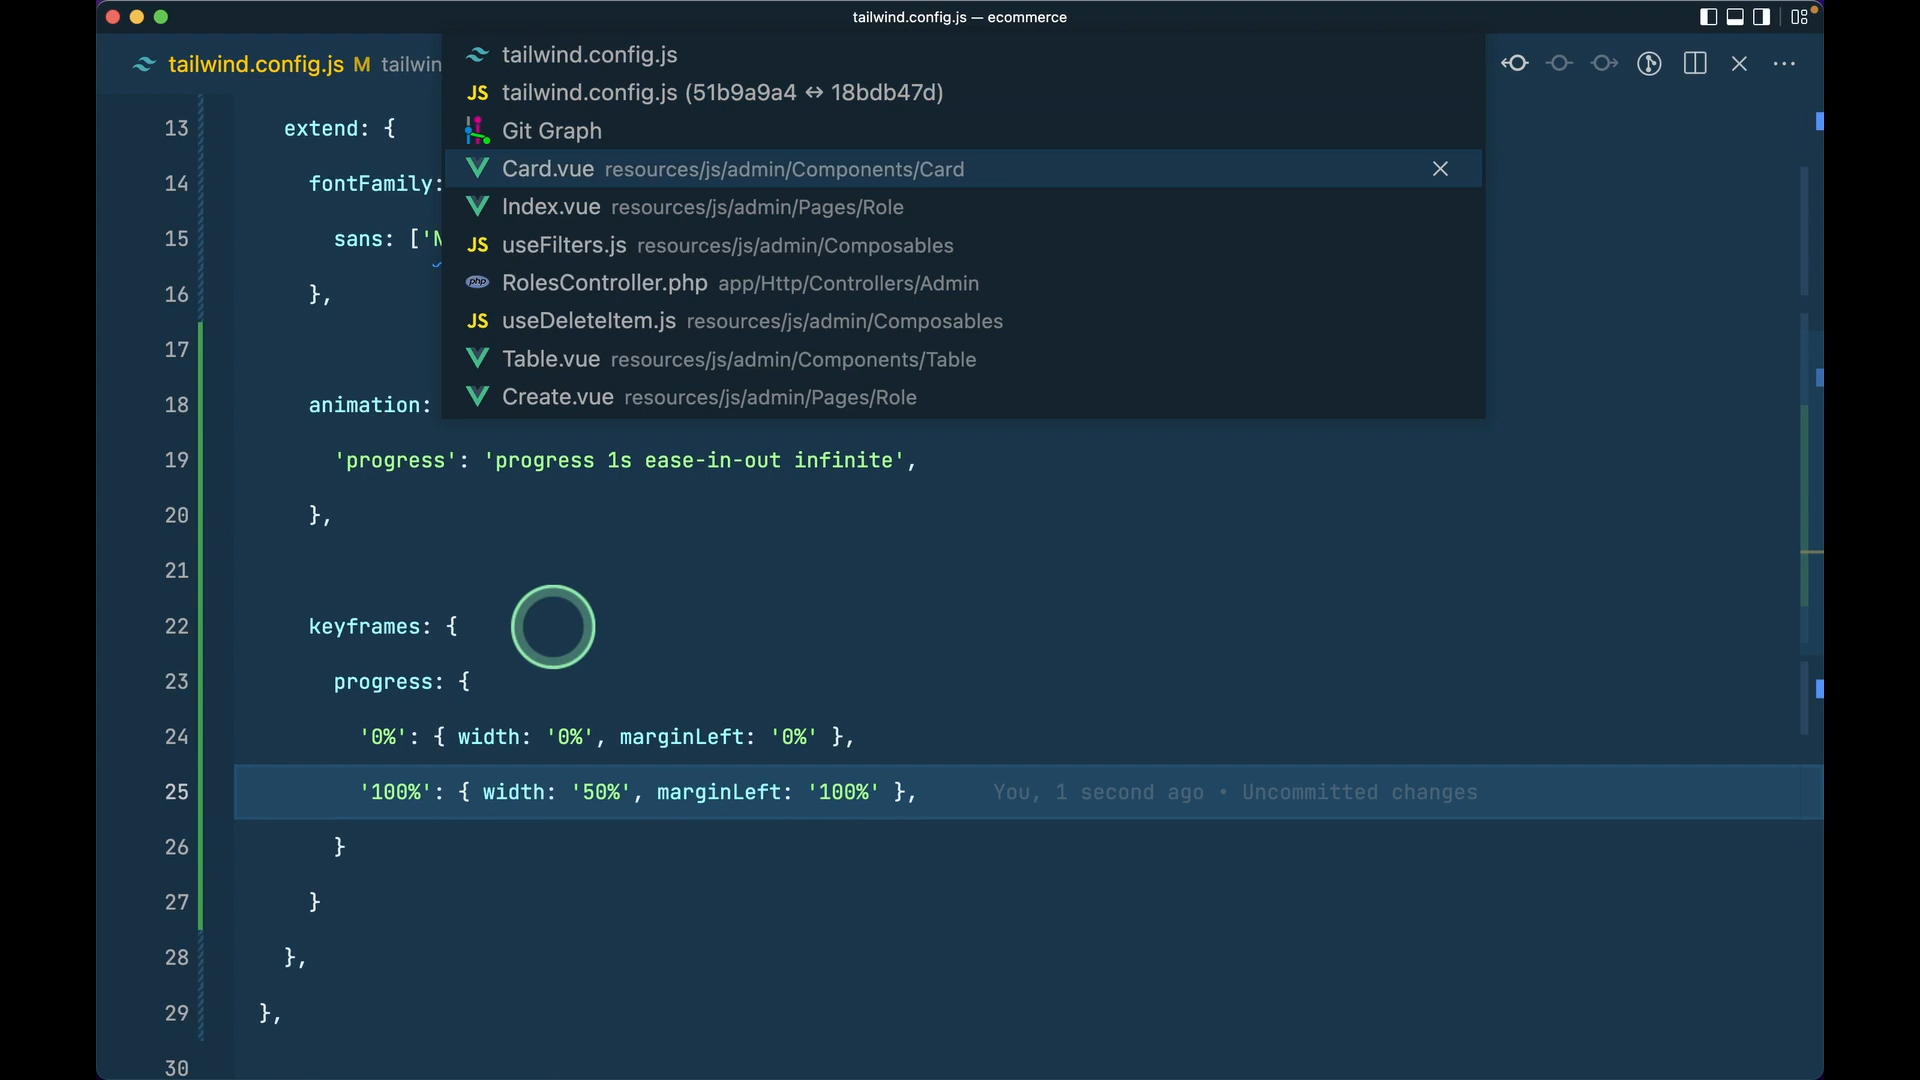 tailwind.config.js — ecommerce
tailwind.config.js M tailwin
tailwind.config.js
JS tailwind.config.js (51b9a9a4 ↔ 18bdb47d)
Git Graph
Card.vue resources/js/admin/Components/Card
Index.vue resources/js/admin/Pages/Role
JS useFilters.js resources/js/admin/Composables
php RolesController.php app/Http/Controllers/Admin
JS useDeleteItem.js resources/js/admin/Composables
Table.vue resources/js/admin/Components/Table
Create.vue resources/js/admin/Pages/Role
13 extend: {
14 fontFamily:
15 sans: ['
16 },
17
18 animation:
19 'progress': 'progress 1s ease-in-out infinite',
20 },
21
22 keyframes: {
23 progress: {
24 '0%': { width: '0%', marginLeft: '0%' },
25 '100%': { width: '50%', marginLeft: '100%' }, You, 1 second ago • Uncommitted changes
26 }
27 }
28 },
29 },
30